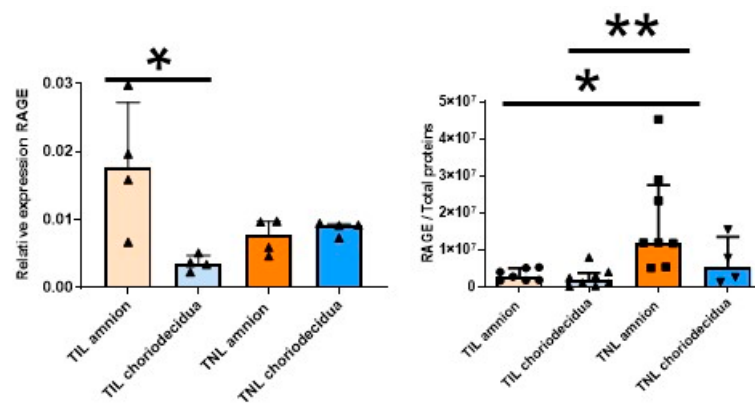 *
Relative expression RAGE
0.03
0.02
0.01
0.00
TIL amnion
TIL choriodecidua
TNL amnion
TNL choriodecidua
**
*
RAGE / Total proteins
5×10⁷
4×10⁷
3×10⁷
2×10⁷
1×10⁷
0
TIL amnion
TIL choriodecidua
TNL amnion
TNL choriodecidua